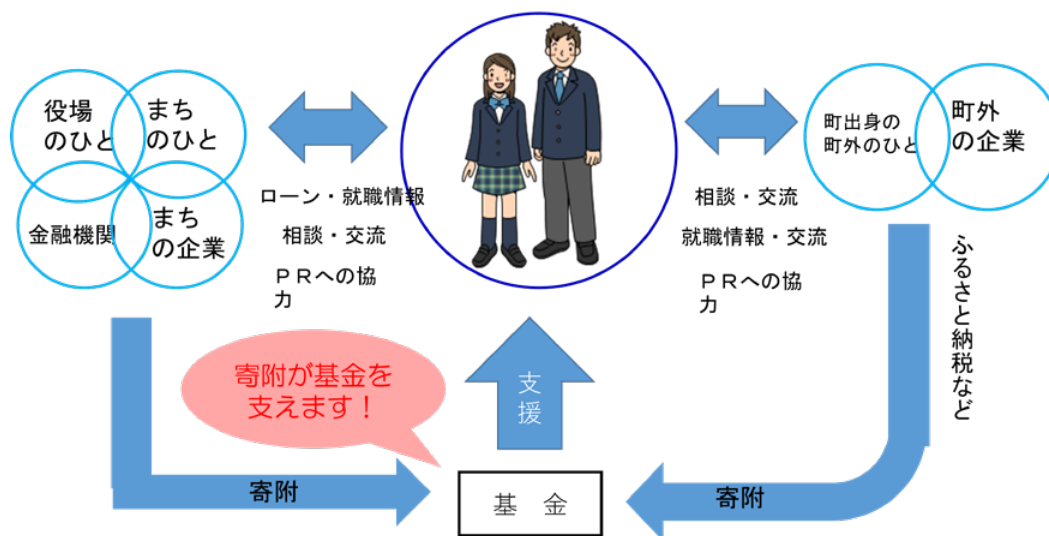 役場
のひと
まち
のひと
金融機関
まち
の企業
ローン・就職情報
相談・交流
ＰＲへの協
力
相談・交流
就職情報・交流
ＰＲへの協
力
町出身の
町外のひと
町外
の企業
ふるさと納税など
寄附が基金を
支えます！
支援
寄附
基　金
寄附